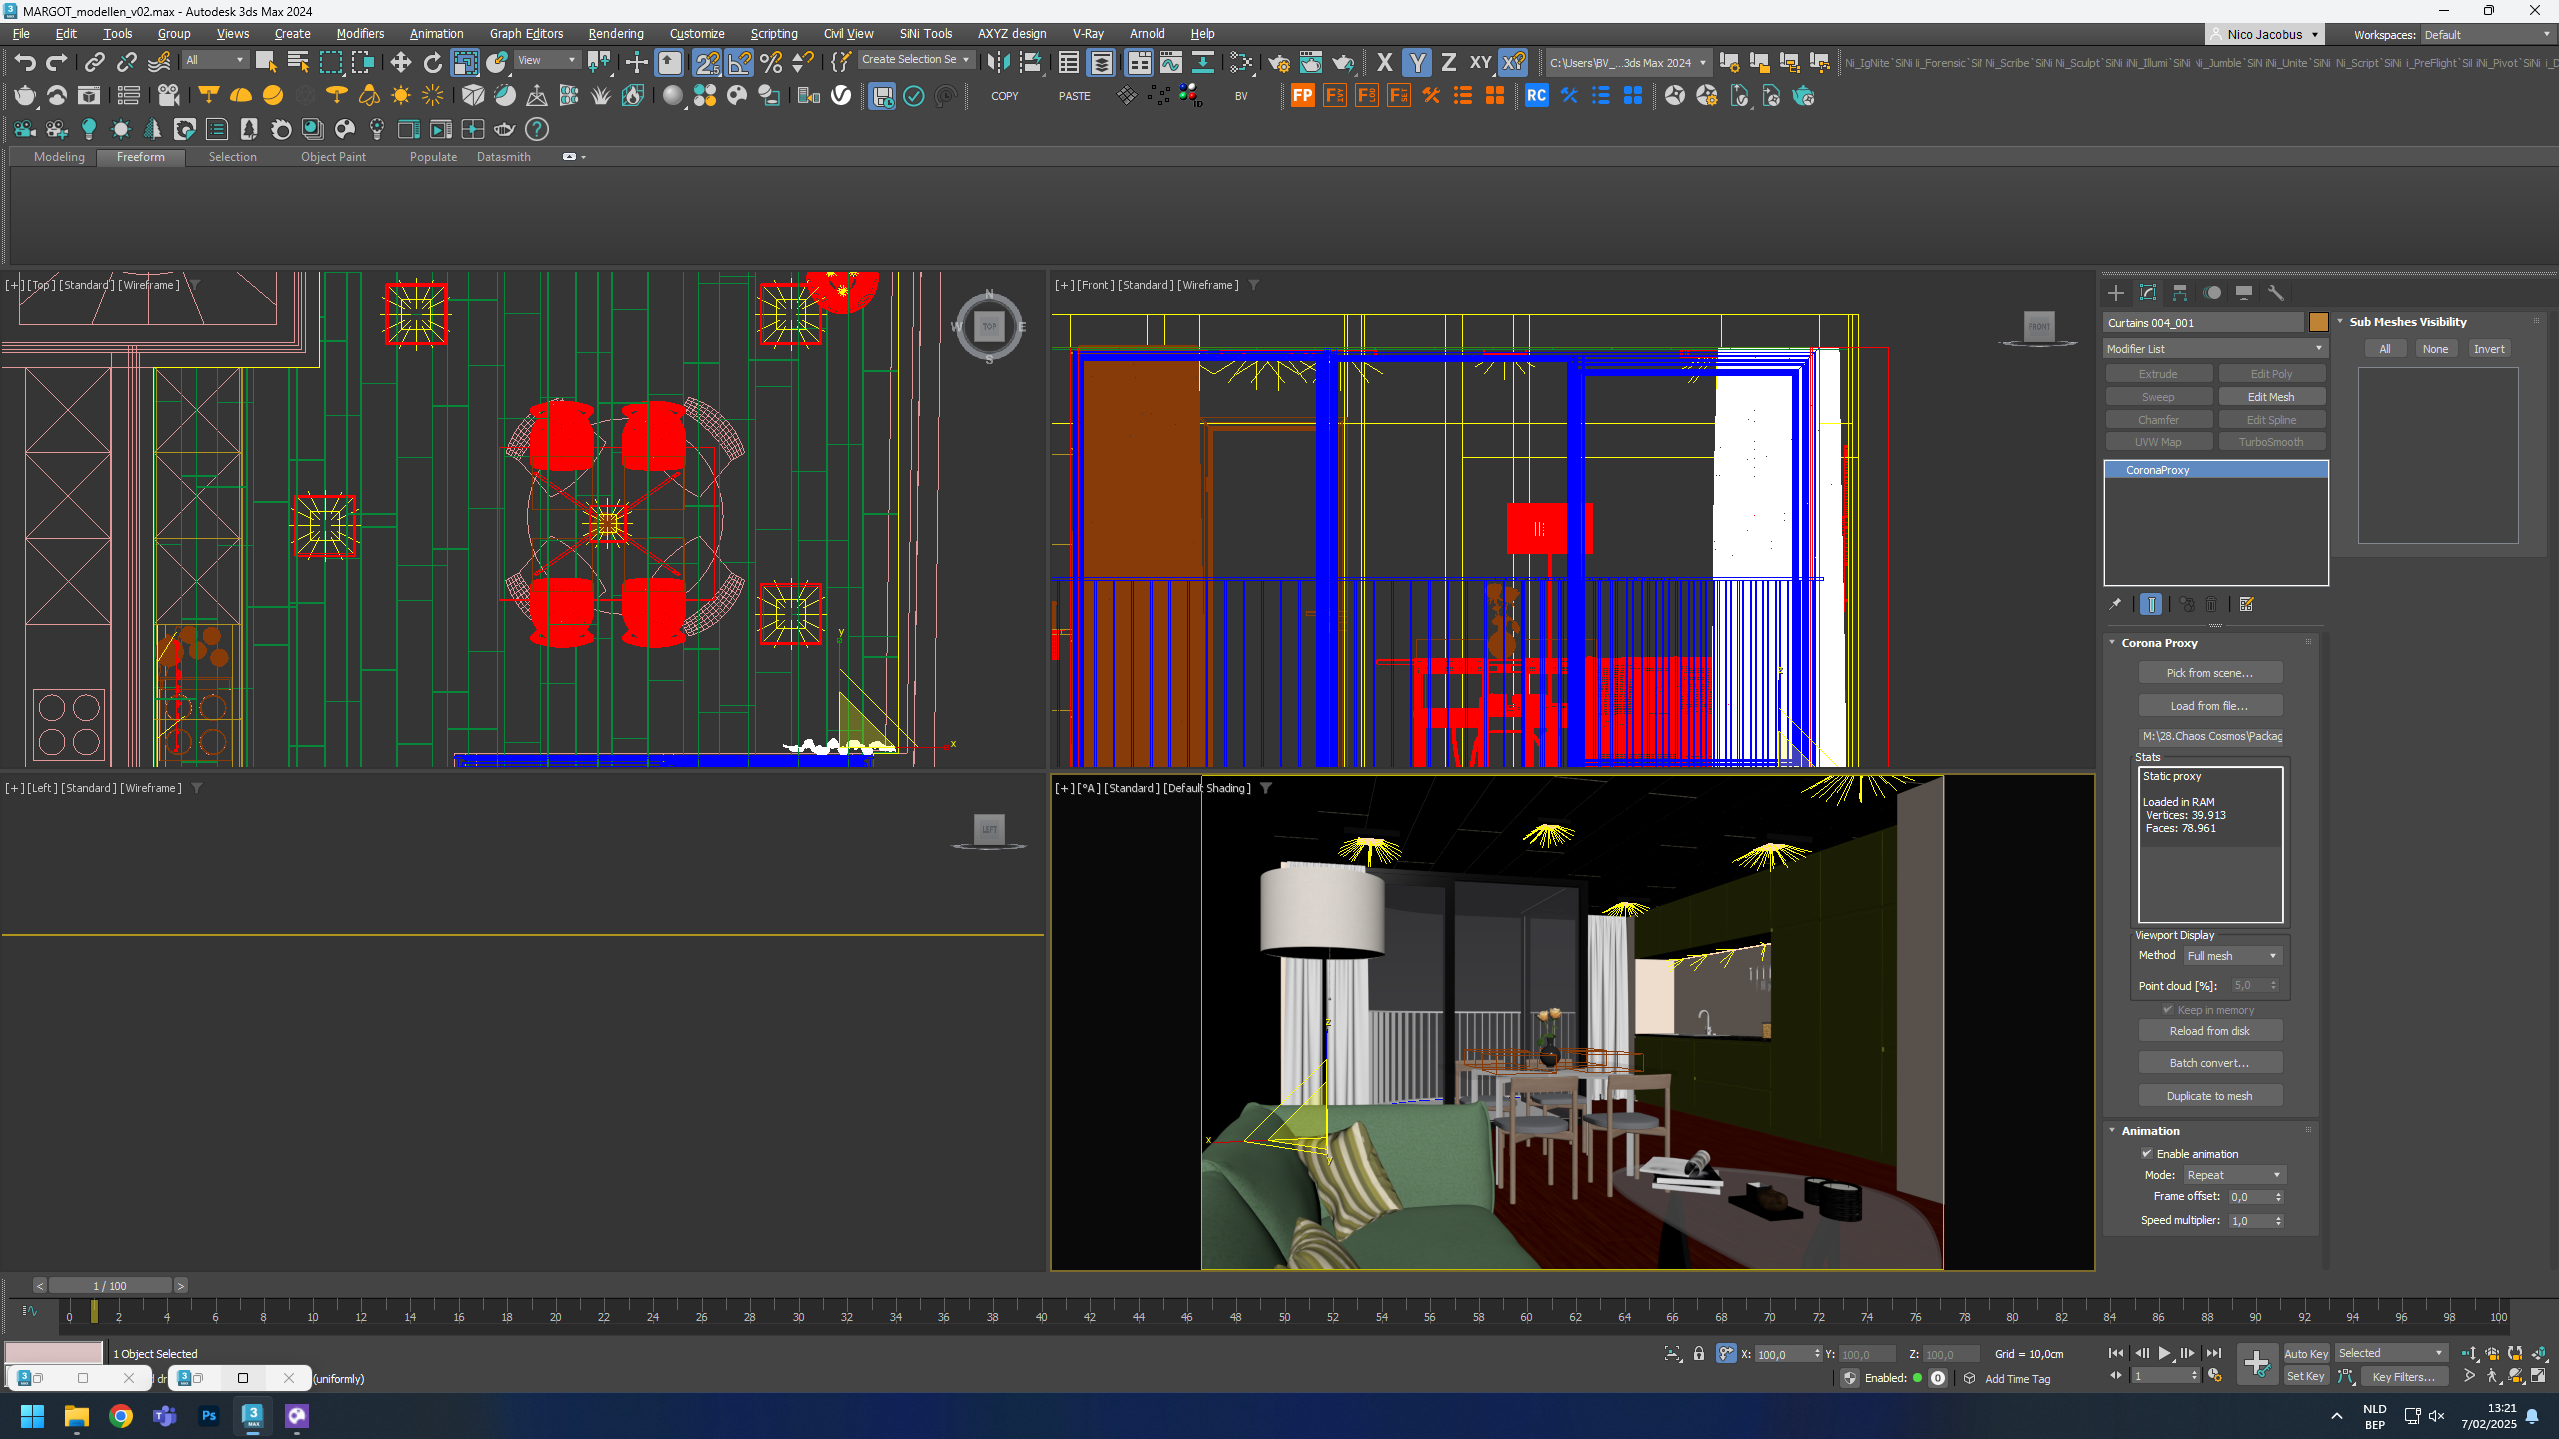 MARGOT_modellen_v02.max - Autodesk 3ds Max 2024
File Edit Tools Group Views Create Modifiers Animation Graph Editors Rendering Customize Scripting Civil View SiNi Tools AXYZ design V-Ray Arnold Help
Nico Jacobus
Workspaces: Default
All View Create Selection Se X Y Z XY C:\Users\BV_...3ds Max 2024
COPY PASTE BV FP RC
Modeling Freeform Selection Object Paint Populate Datasmith
[+] [Top] [Standard] [Wireframe]
N
W TOP E
S
y
x
[+] [Front] [Standard] [Wireframe]
FRONT
z
[+] [Left] [Standard] [Wireframe]
LEFT
[+] [°A] [Standard] [Default Shading]
z
x
y
Curtains 004_001
Modifier List
Extrude Edit Poly
Sweep Edit Mesh
Chamfer Edit Spline
UVW Map TurboSmooth
CoronaProxy
Sub Meshes Visibility
All None Invert
Corona Proxy
Pick from scene...
Load from file...
M:\28.Chaos Cosmos\Packag
Stats
Static proxy
Loaded in RAM
Vertices: 39.913
Faces: 78.961
Viewport Display
Method Full mesh
Point cloud [%]: 5,0
Keep in memory
Reload from disk
Batch convert...
Duplicate to mesh
Animation
Enable animation
Mode: Repeat
Frame offset: 0,0
Speed multiplier: 1,0
< 1 / 100 >
0 2 4 6 8 10 12 14 16 18 20 22 24 26 28 30 32 34 36 38 40 42 44 46 48 50 52 54 56 58 60 62 64 66 68 70 72 74 76 78 80 82 84 86 88 90 92 94 96 98 100
1 Object Selected
X: 100,0 Y: 100,0 Z: 100,0 Grid = 10,0cm
Auto Key Selected
(uniformly)
Enabled: 0 Add Time Tag
1
Set Key Key Filters...
NLD
BEP
13:21
7/02/2025